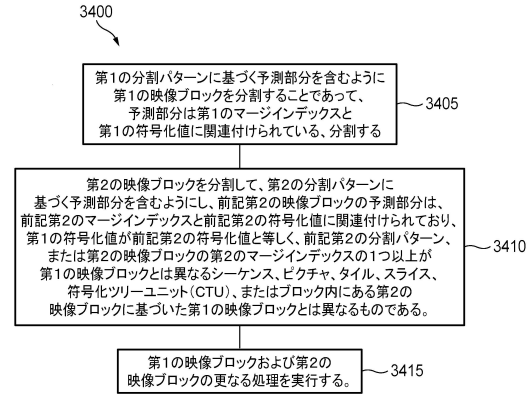 3400
第1の分割パターンに基づく予測部分を含むように
第1の映像ブロックを分割することであって、
予測部分は第1のマージインデックスと
第1の符号化値に関連付けられている、分割する
3405
第2の映像ブロックを分割して、第2の分割パターンに
基づく予測部分を含むようにし、前記第2の映像ブロックの予測部分は、
前記第2のマージインデックスと前記第2の符号化値に関連付けられており、
第1の符号化値が前記第2の符号化値と等しく、前記第2の分割パターン、
または第2の映像ブロックの第2のマージインデックスの1つ以上が
第1の映像ブロックとは異なるシーケンス、ピクチャ、タイル、スライス、
符号化ツリーユニット(CTU)、またはブロック内にある第2の
映像ブロックに基づいた第1の映像ブロックとは異なるものである。
3410
第1の映像ブロックおよび第2の
映像ブロックの更なる処理を実行する。
3415